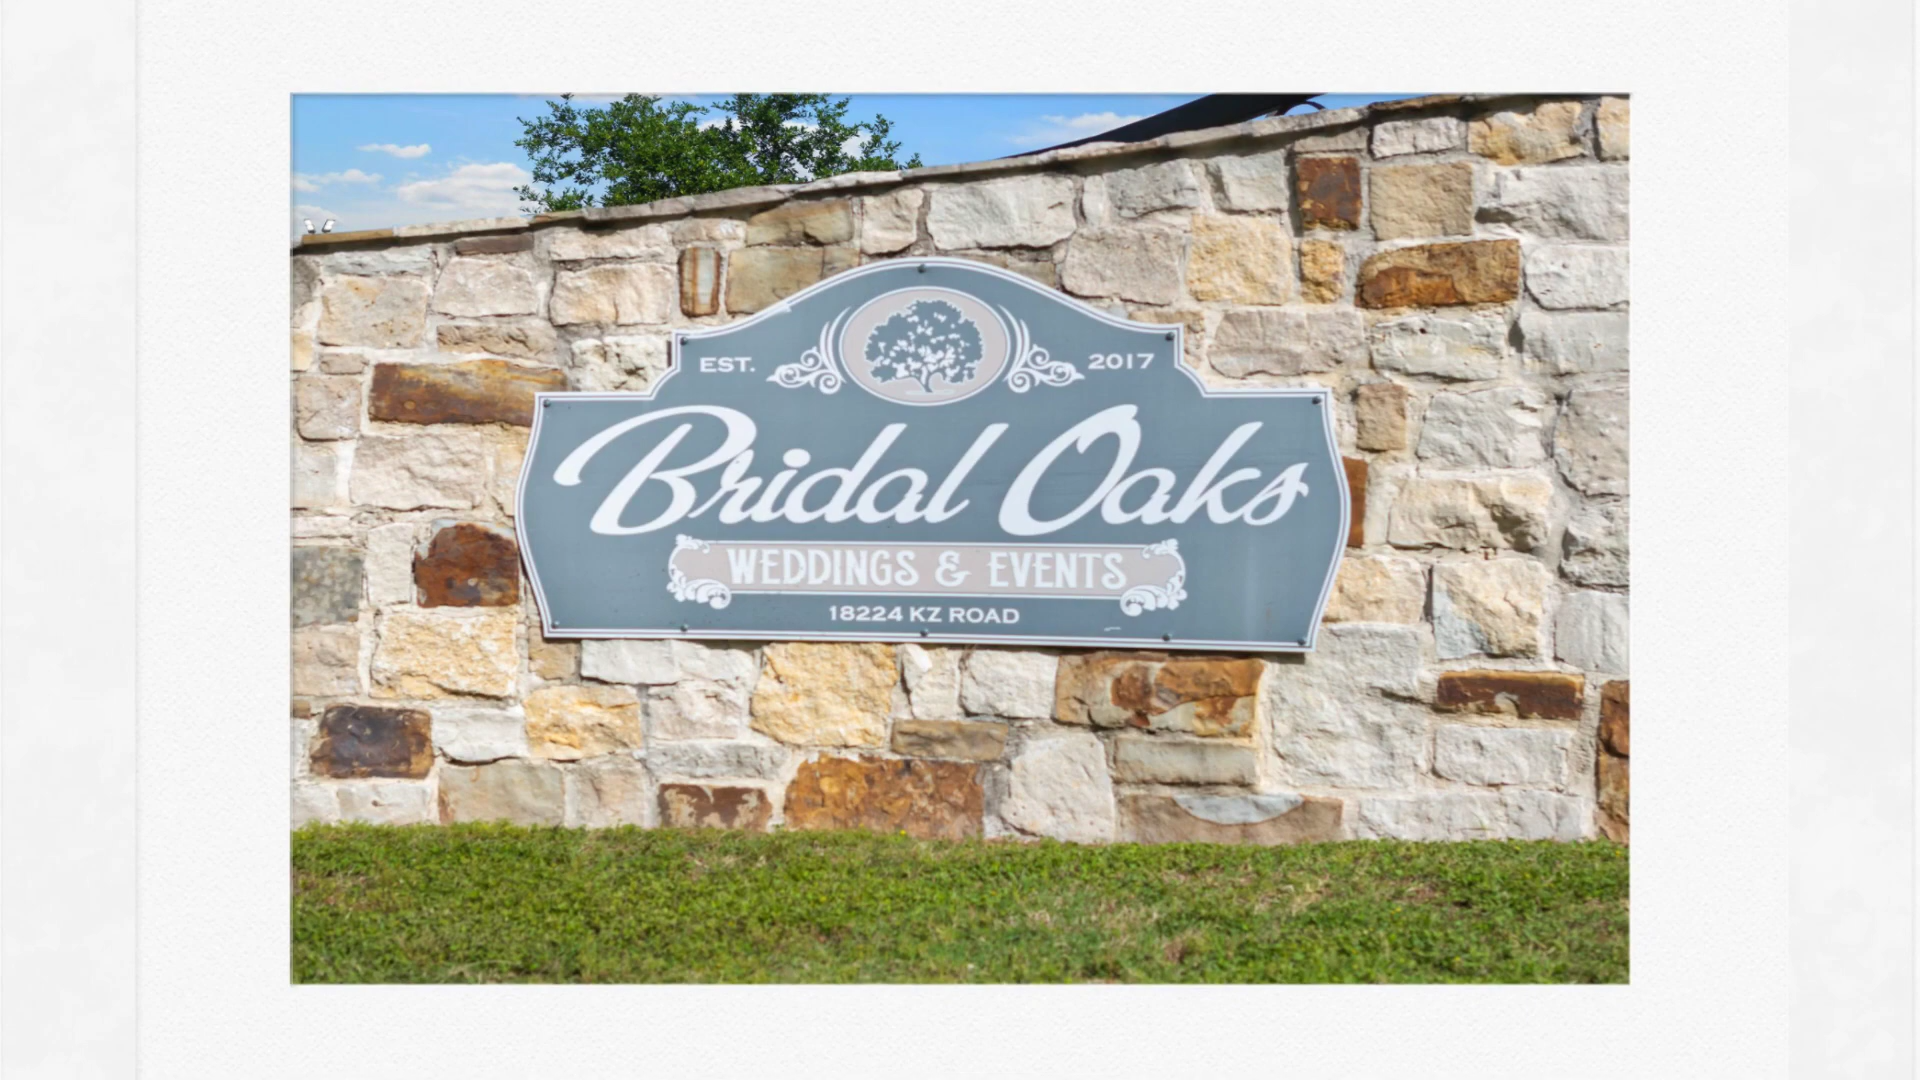 EST. 2017
Bridal Oaks
WEDDINGS & EVENTS
18224 KZ ROAD